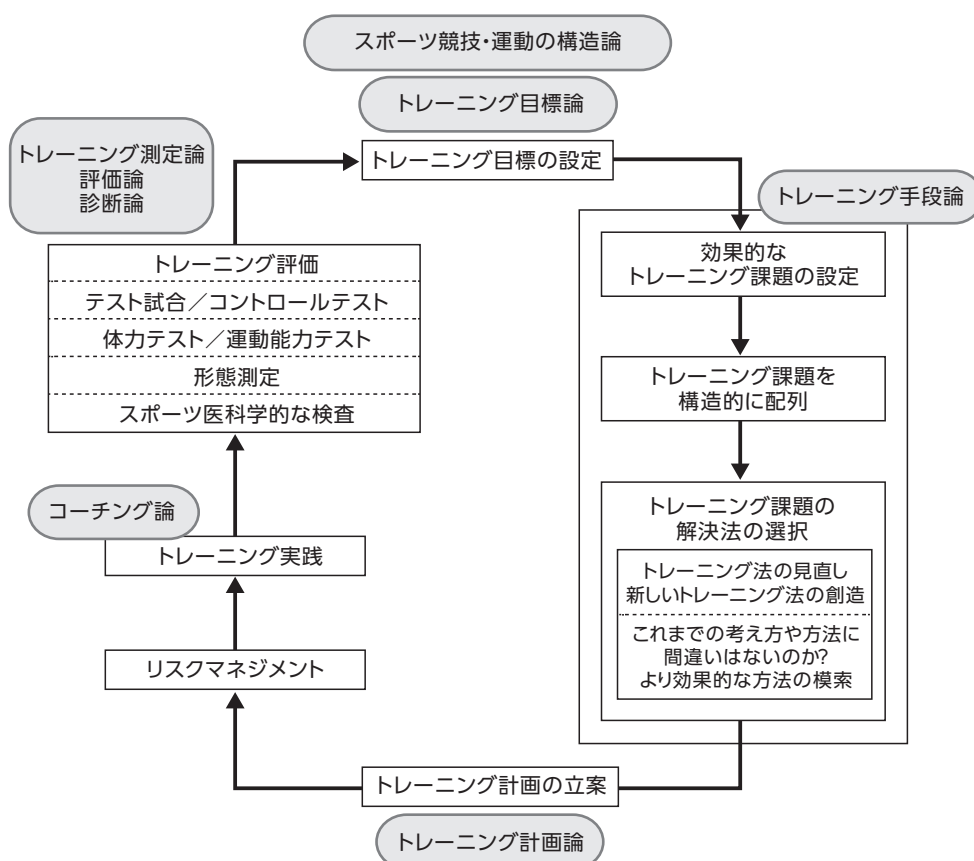 スポーツ競技・運動の構造論
トレーニング目標論
トレーニング目標の設定
トレーニング手段論
効果的な
トレーニング課題の設定
トレーニング課題を
構造的に配列
トレーニング課題の
解決法の選択
トレーニング法の見直し
新しいトレーニング法の創造
これまでの考え方や方法に
間違いはないのか?
より効果的な方法の模索
トレーニング計画の立案
トレーニング計画論
リスクマネジメント
コーチング論
トレーニング実践
トレーニング測定論
評価論
診断論
トレーニング評価
テスト試合／コントロールテスト
体力テスト／運動能力テスト
形態測定
スポーツ医科学的な検査